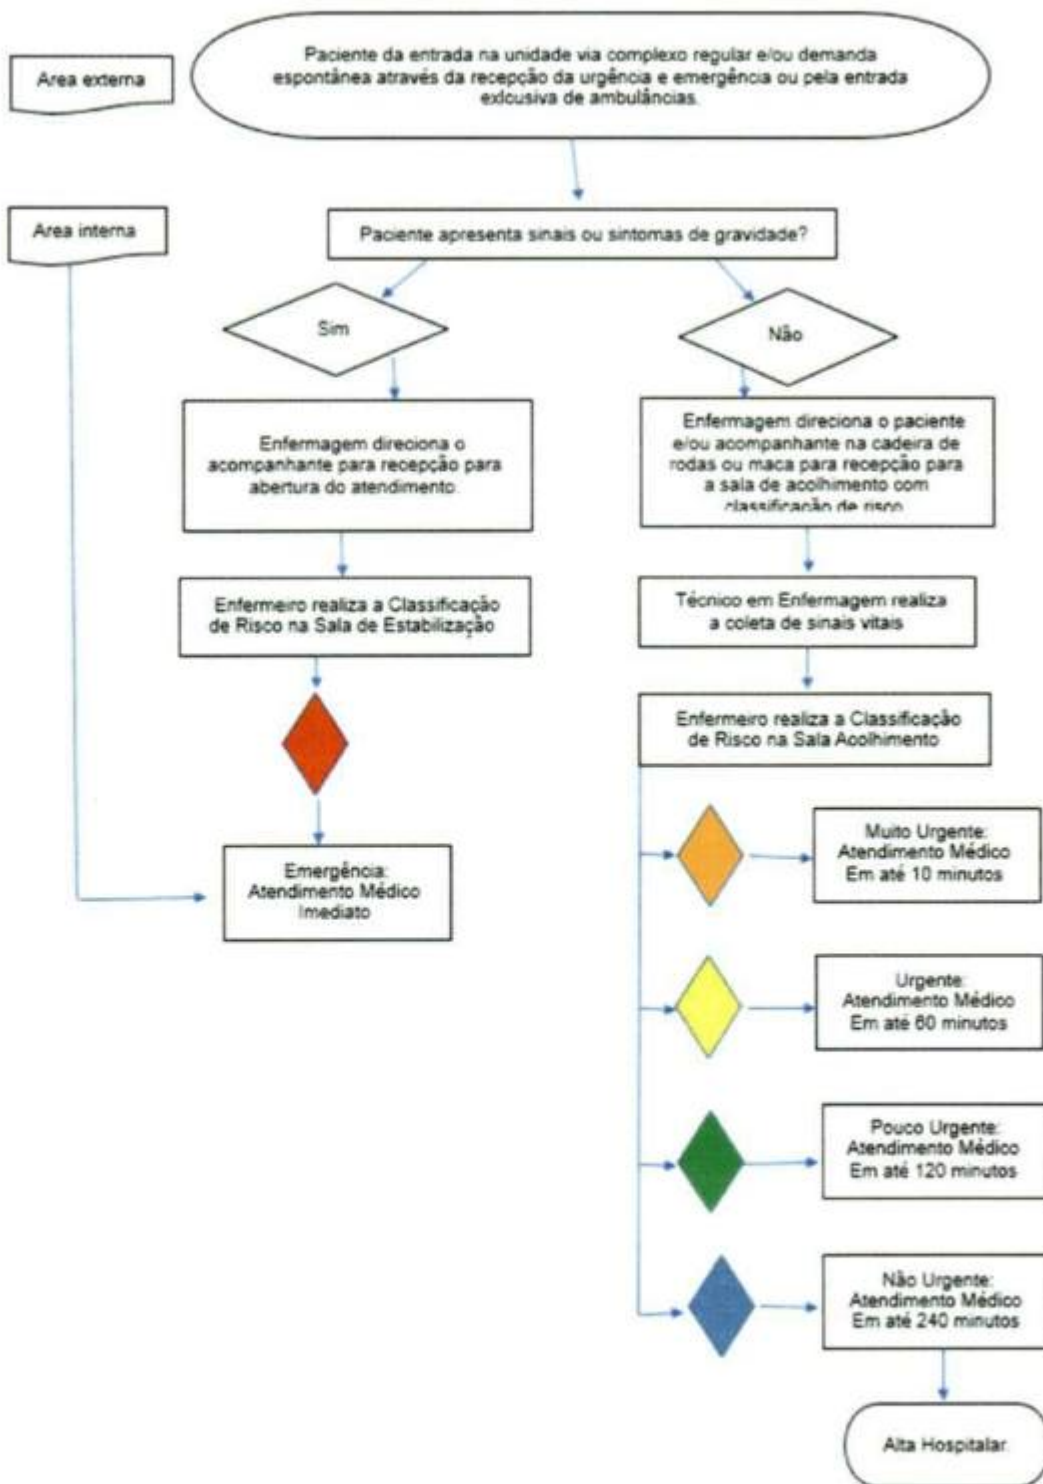 Area externa
Paciente da entrada na unidade via complexo regular e/ou demanda
espontânea através da recepção da urgência e emergência ou pela entrada
exlcusiva de ambulâncias.
Area interna
Paciente apresenta sinais ou sintomas de gravidade?
Sim
Não
Enfermagem direciona o
acompanhante para recepção para
abertura do atendimento.
Enfermagem direciona o paciente
e/ou acompanhante na cadeira de
rodas ou maca para recepção para
a sala de acolhimento com
classificação de risco
Enfermeiro realiza a Classificação
de Risco na Sala de Estabilização
Técnico em Enfermagem realiza
a coleta de sinais vitais
Enfermeiro realiza a Classificação
de Risco na Sala Acolhimento
Emergência:
Atendimento Médico
Imediato
Muito Urgente:
Atendimento Médico
Em até 10 minutos
Urgente:
Atendimento Médico
Em até 60 minutos
Pouco Urgente:
Atendimento Médico
Em até 120 minutos
Não Urgente:
Atendimento Médico
Em até 240 minutos
Alta Hospitalar.